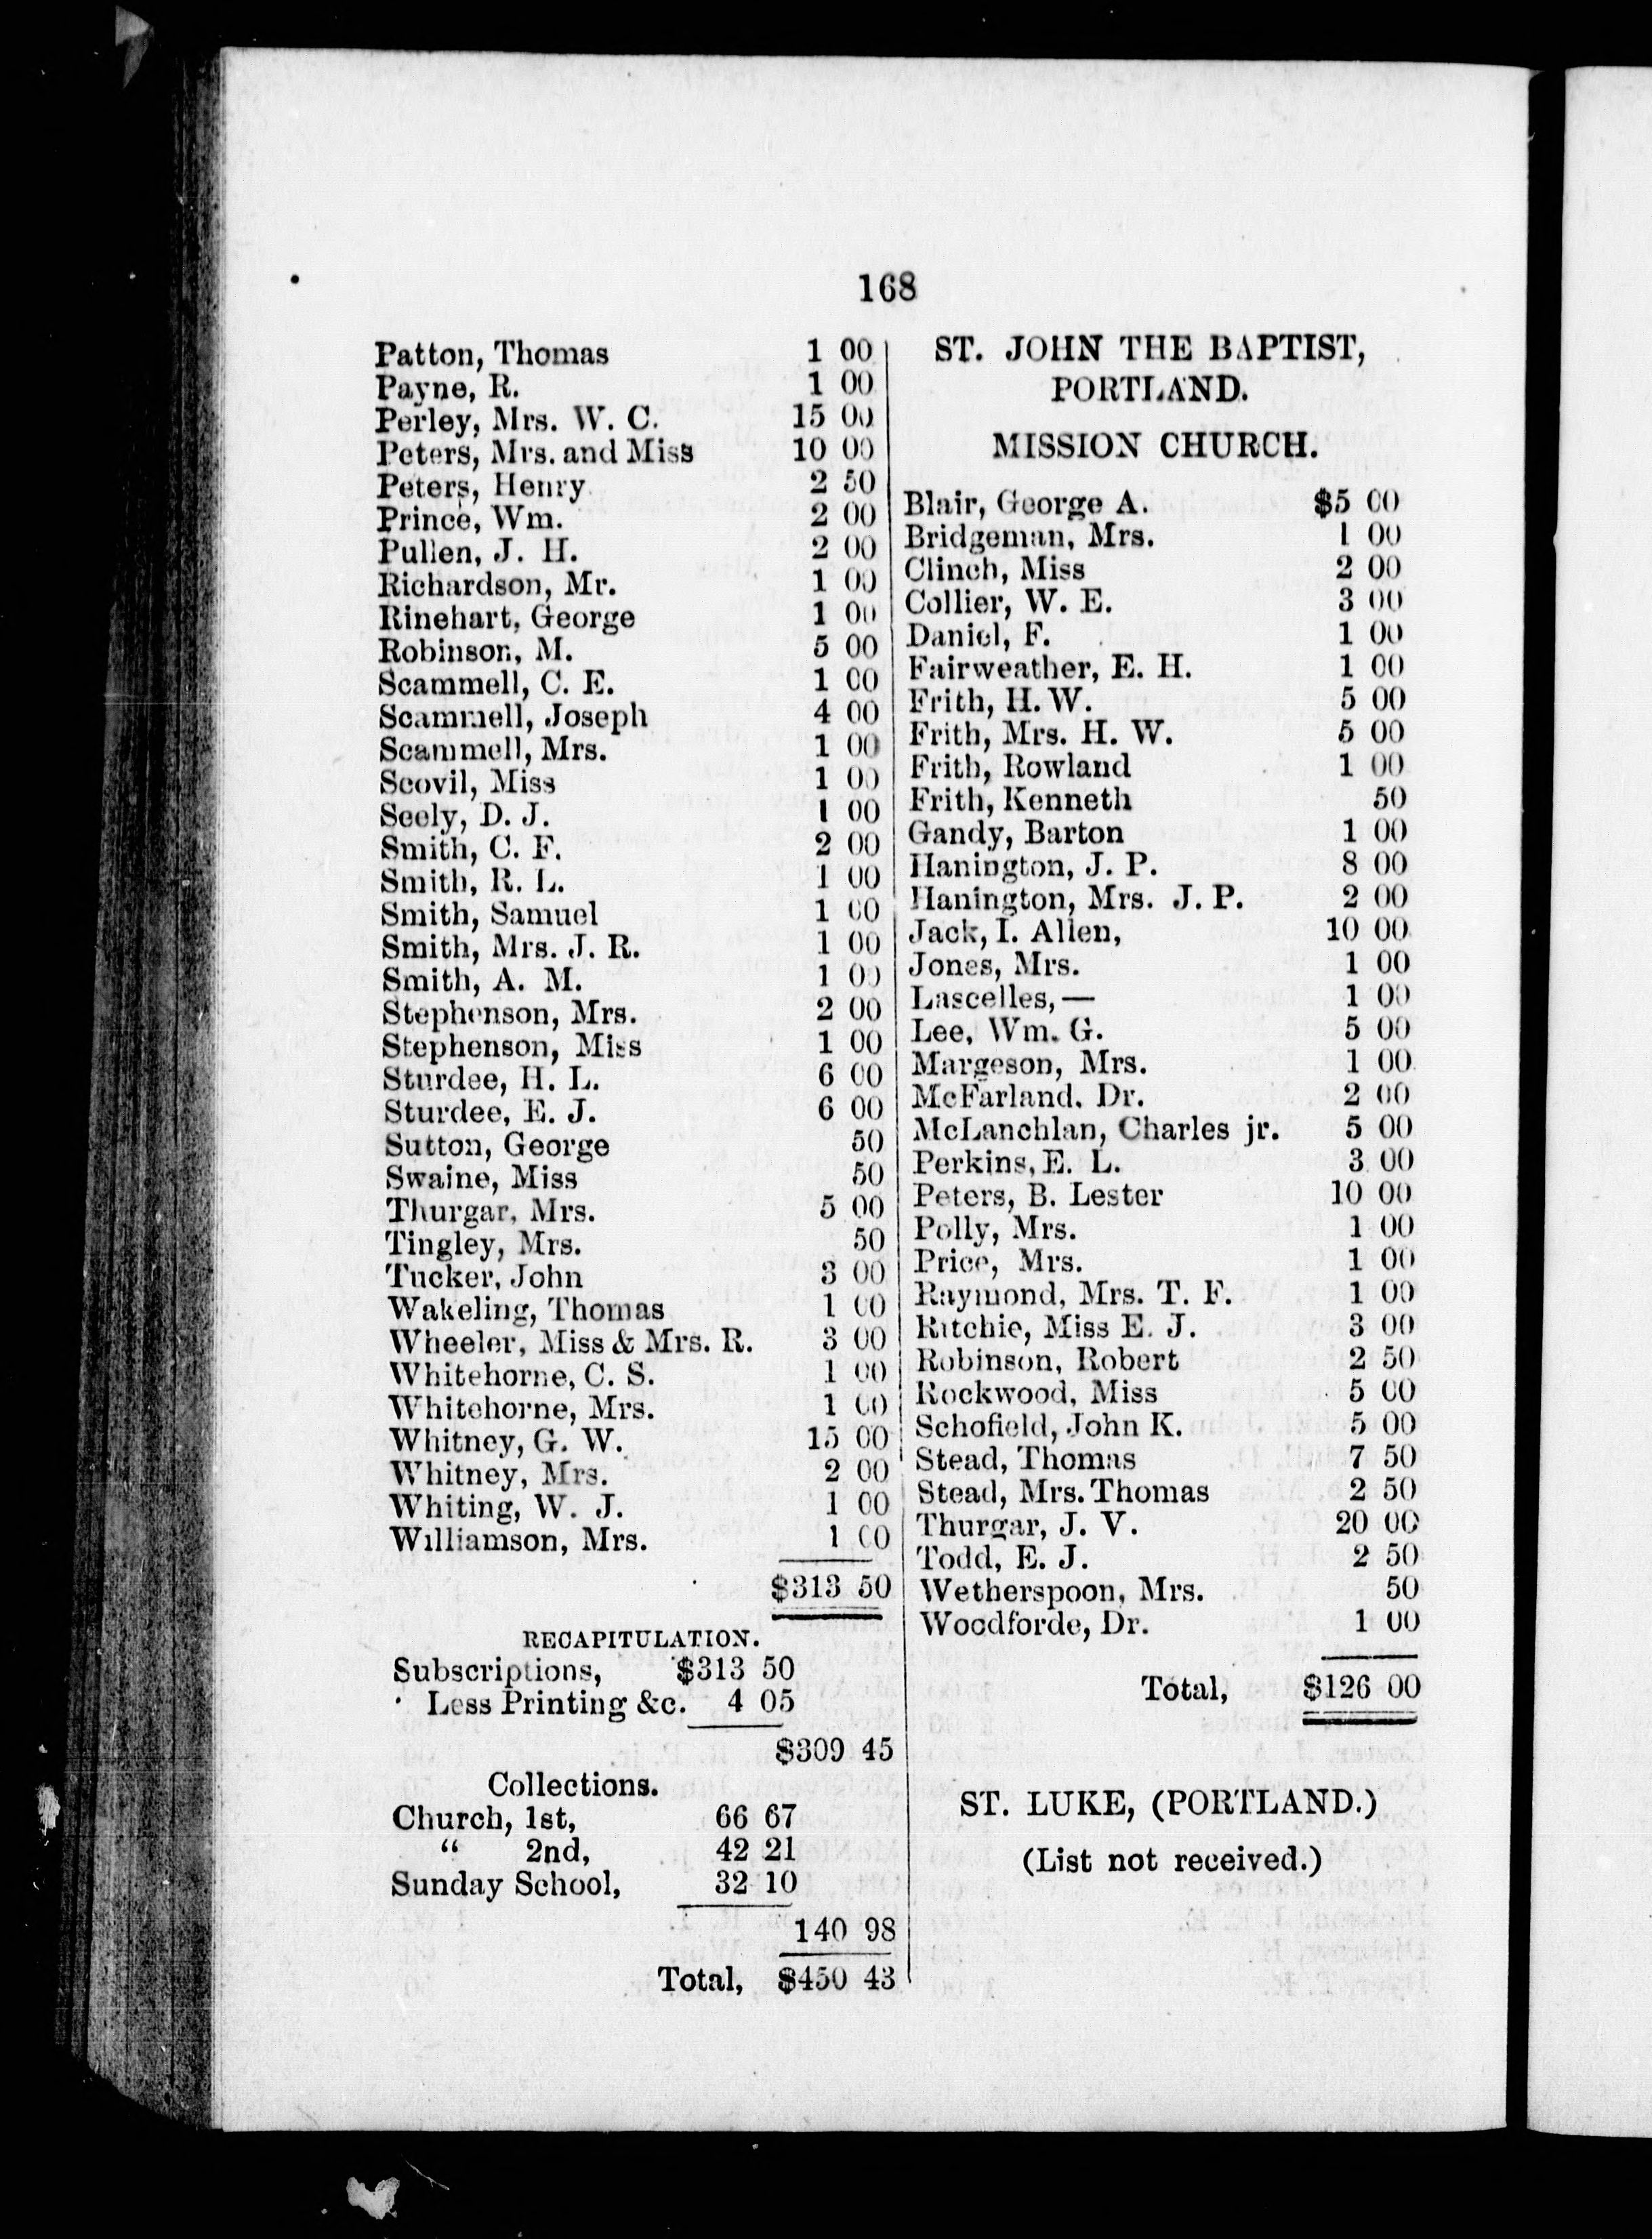 168
Patton, Thomas 1 00
Payne, R. 1 00
Perley, Mrs. W. C. 15 00
Peters, Mrs. and Miss 10 00
Peters, Henry 2 50
Prince, Wm. 2 00
Pullen, J. H. 2 00
Richardson, Mr. 1 00
Rinehart, George 1 00
Robinson, M. 5 00
Scammell, C. E. 1 00
Scammell, Joseph 4 00
Scammell, Mrs. 1 00
Scovil, Miss 1 00
Seely, D. J. 1 00
Smith, C. F. 2 00
Smith, R. L. 1 00
Smith, Samuel 1 00
Smith, Mrs. J. R. 1 00
Smith, A. M. 1 00
Stephenson, Mrs. 2 00
Stephenson, Miss 1 00
Sturdee, H. L. 6 00
Sturdee, E. J. 6 00
Sutton, George 50
Swaine, Miss 50
Thurgar, Mrs. 5 00
Tingley, Mrs. 50
Tucker, John 3 00
Wakeling, Thomas 1 00
Wheeler, Miss & Mrs. R. 3 00
Whitehorne, C. S. 1 00
Whitehorne, Mrs. 1 00
Whitney, G. W. 15 00
Whitney, Mrs. 2 00
Whiting, W. J. 1 00
Williamson, Mrs. 1 00
$313 50
RECAPITULATION.
Subscriptions, $313 50
Less Printing &c. 4 05
$309 45
Collections.
Church, 1st, 66 67
“ 2nd, 42 21
Sunday School, 32 10
140 98
Total, $450 43
ST. JOHN THE BAPTIST,
PORTLAND.
MISSION CHURCH.
Blair, George A. $5 00
Bridgeman, Mrs. 1 00
Clinch, Miss 2 00
Collier, W. E. 3 00
Daniel, F. 1 00
Fairweather, E. H. 1 00
Frith, H. W. 5 00
Frith, Mrs. H. W. 5 00
Frith, Rowland 1 00
Frith, Kenneth 50
Gandy, Barton 1 00
Hanington, J. P. 8 00
Hanington, Mrs. J. P. 2 00
Jack, I. Allen, 10 00
Jones, Mrs. 1 00
Lascelles, — 1 00
Lee, Wm. G. 5 00
Margeson, Mrs. 1 00
McFarland, Dr. 2 00
McLanchlan, Charles jr. 5 00
Perkins, E. L. 3 00
Peters, B. Lester 10 00
Polly, Mrs. 1 00
Price, Mrs. 1 00
Raymond, Mrs. T. F. 1 00
Ritchie, Miss E. J. 3 00
Robinson, Robert 2 50
Rockwood, Miss 5 00
Schofield, John K. 5 00
Stead, Thomas 7 50
Stead, Mrs. Thomas 2 50
Thurgar, J. V. 20 00
Todd, E. J. 2 50
Wetherspoon, Mrs. 50
Woodforde, Dr. 1 00
Total, $126 00
ST. LUKE, (PORTLAND.)
(List not received.)